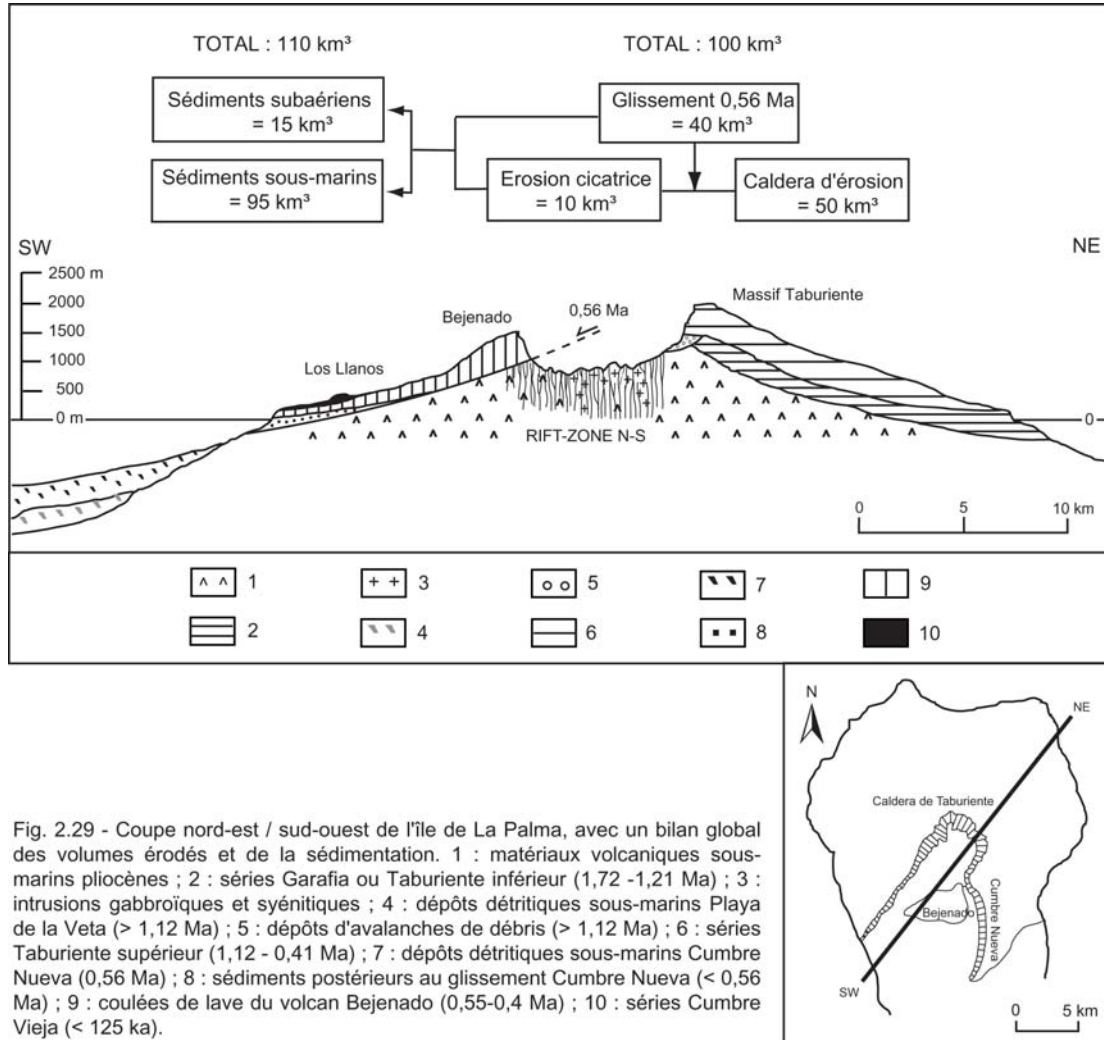 TOTAL : 110 km³
TOTAL : 100 km³
Sédiments subaériens
= 15 km³
Glissement 0,56 Ma
= 40 km³
Sédiments sous-marins
= 95 km³
Erosion cicatrice
= 10 km³
Caldera d'érosion
= 50 km³
SW
NE
2500 m
2000
1500
1000
500
0 m
Bejenado
0,56 Ma
Massif Taburiente
Los Llanos
0
RIFT-ZONE N-S
0 5 10 km
1 3 5 7 9
2 4 6 8 10
Fig. 2.29 - Coupe nord-est / sud-ouest de l'île de La Palma, avec un bilan global
des volumes érodés et de la sédimentation. 1 : matériaux volcaniques sous-
marins pliocènes ; 2 : séries Garafia ou Taburiente inférieur (1,72 -1,21 Ma) ; 3 :
intrusions gabbroïques et syénitiques ; 4 : dépôts détritiques sous-marins Playa
de la Veta (> 1,12 Ma) ; 5 : dépôts d'avalanches de débris (> 1,12 Ma) ; 6 : séries
Taburiente supérieur (1,12 - 0,41 Ma) ; 7 : dépôts détritiques sous-marins Cumbre
Nueva (0,56 Ma) ; 8 : sédiments postérieurs au glissement Cumbre Nueva (< 0,56
Ma) ; 9 : coulées de lave du volcan Bejenado (0,55-0,4 Ma) ; 10 : séries Cumbre
Vieja (< 125 ka).
N
NE
Caldera de Taburiente
Bejenado
Cumbre Nueva
SW
0 5 km